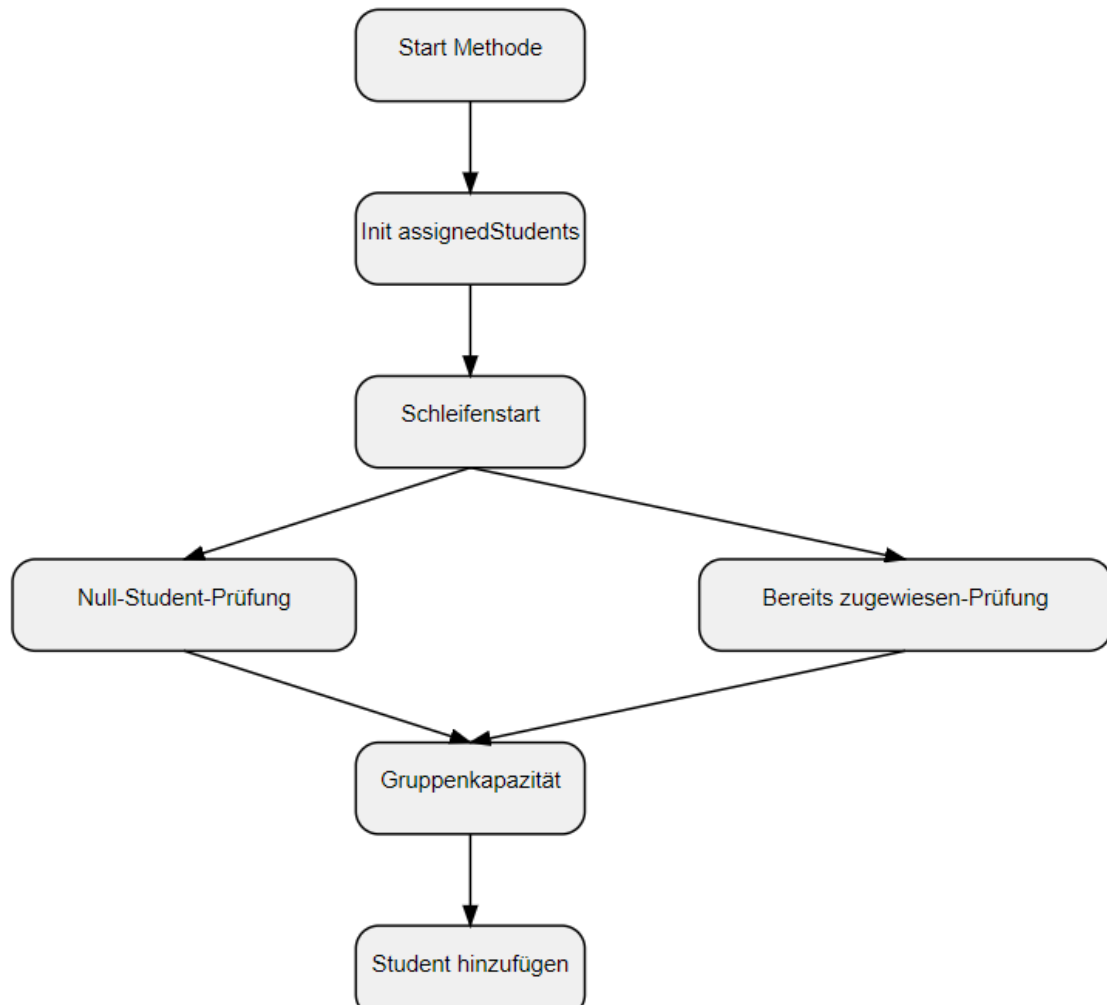 Start Methode
Init assignedStudents
Schleifenstart
Null-Student-Prüfung
Bereits zugewiesen-Prüfung
Gruppenkapazität
Student hinzufügen